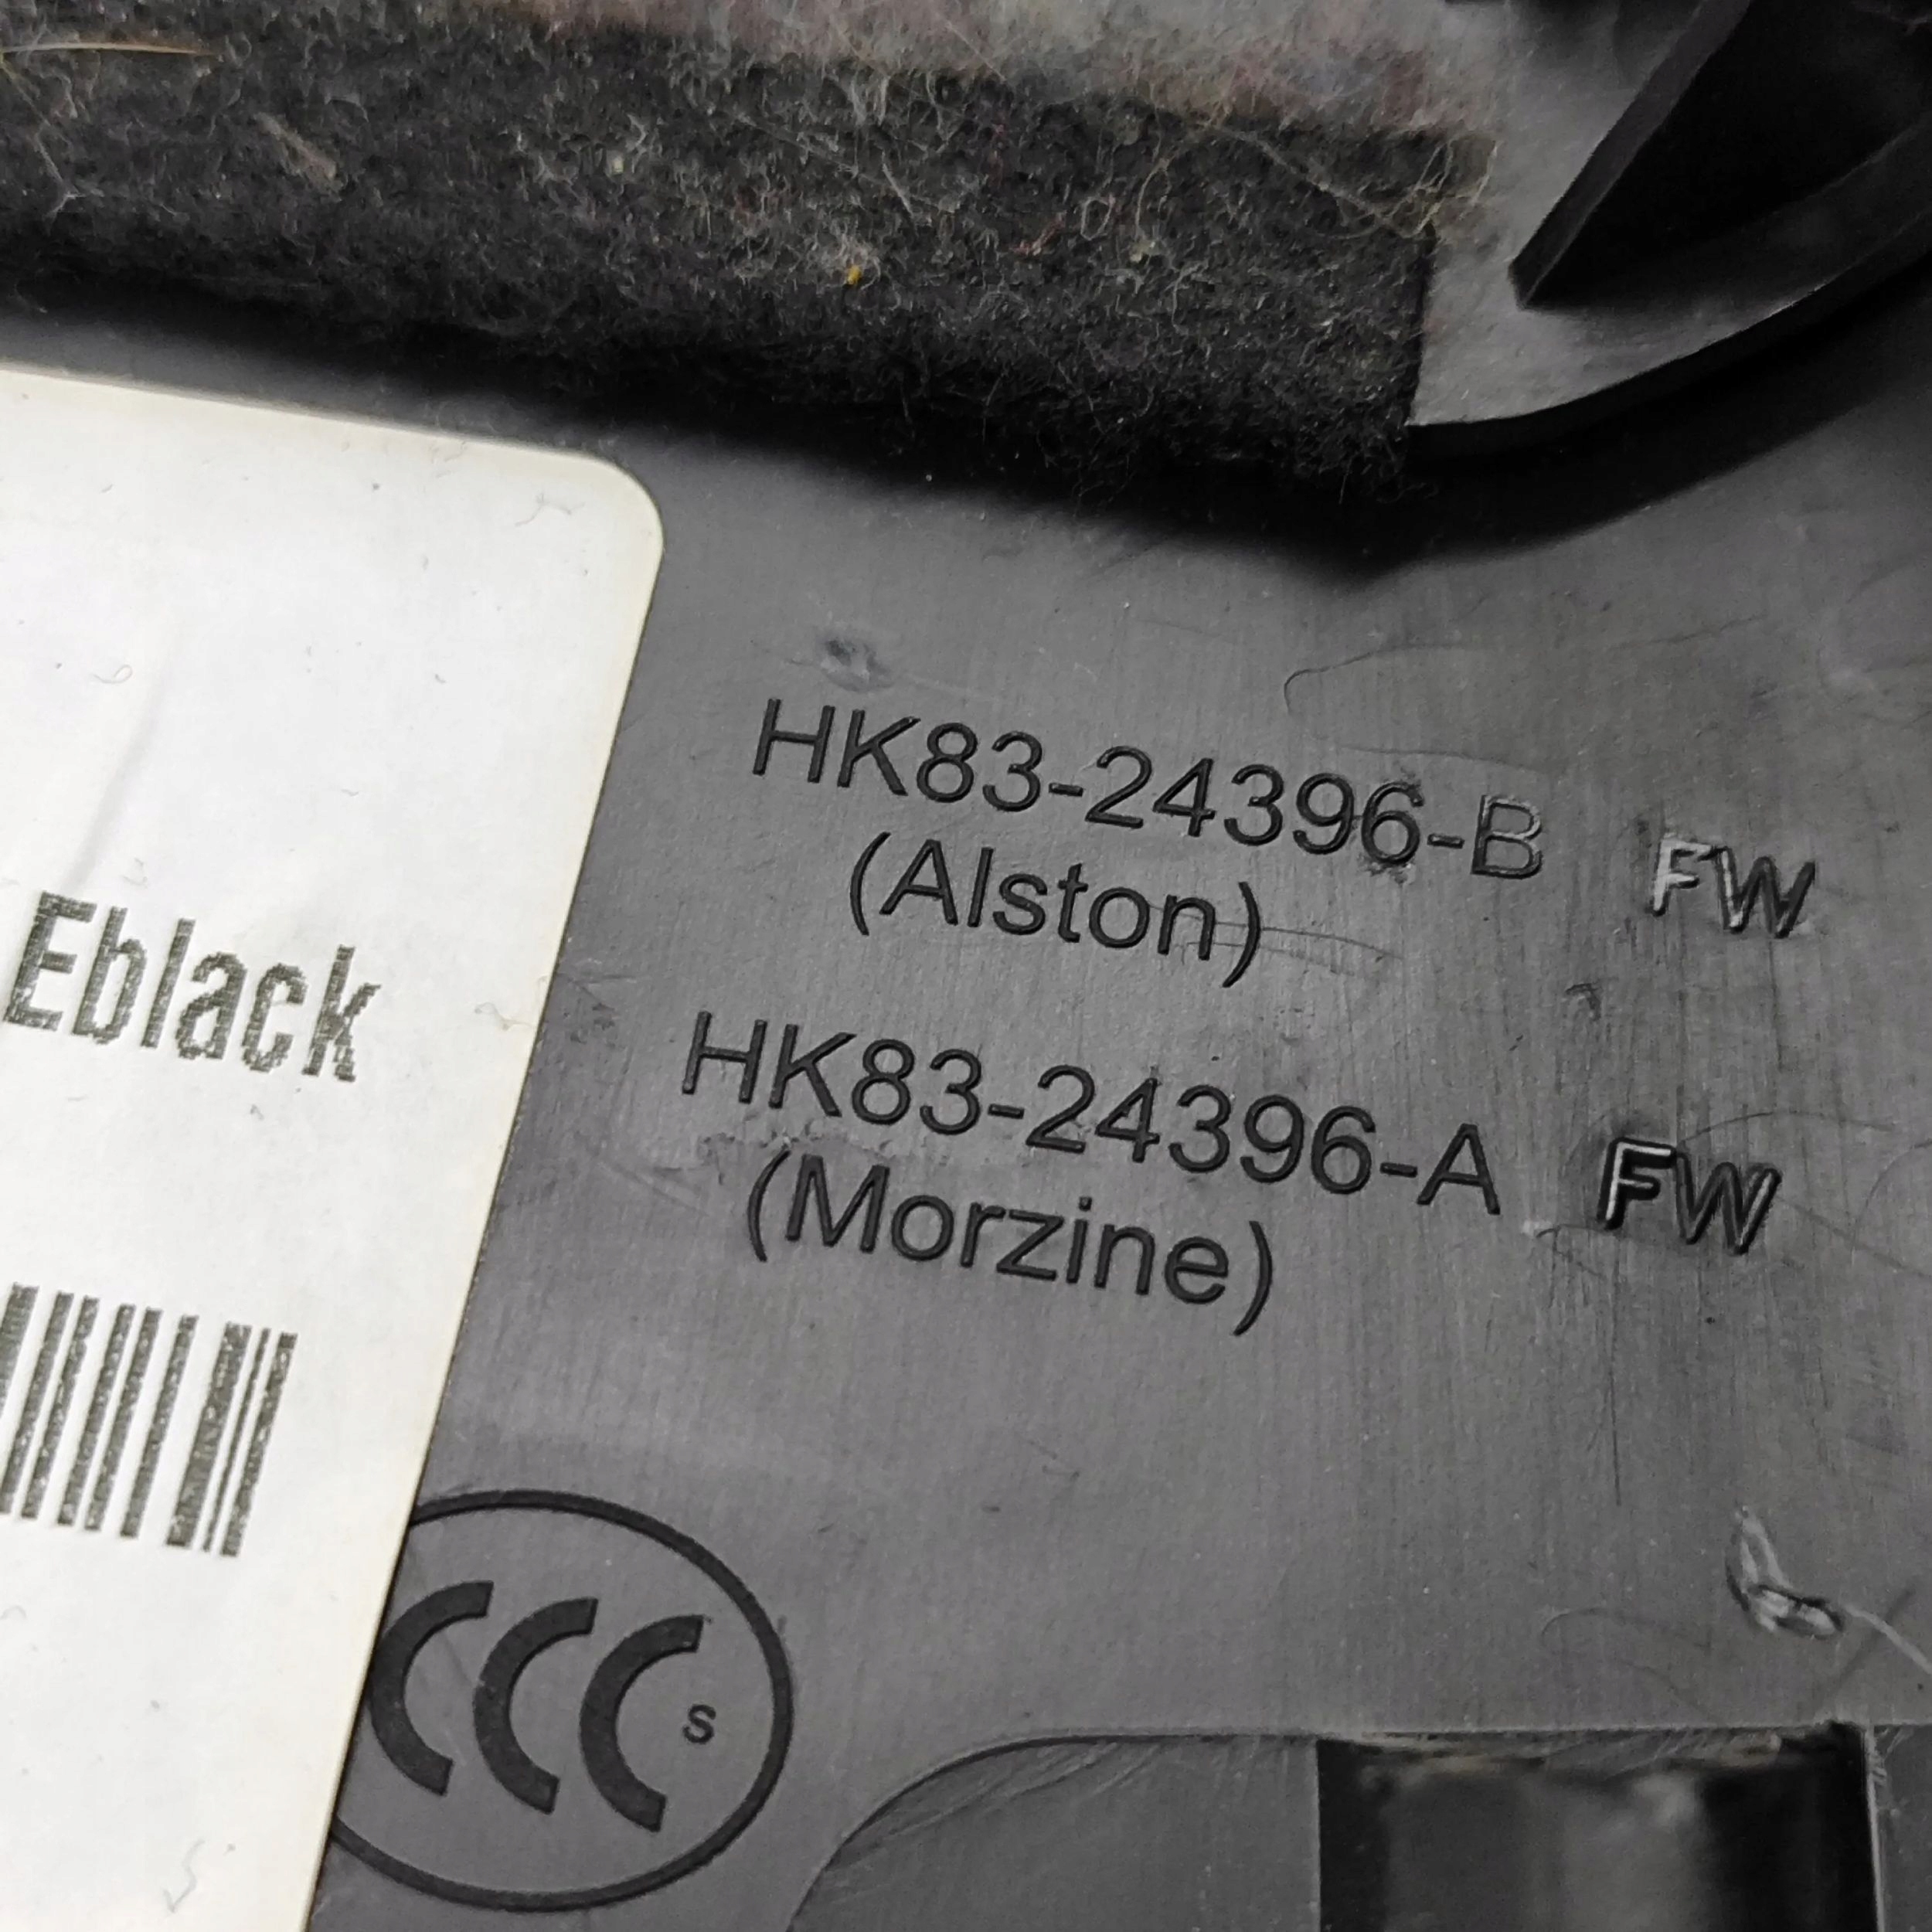 HK83-24396-B FW
(Alston)
Eblack
HK83-24396-A FW
(Morzine)
CCC S